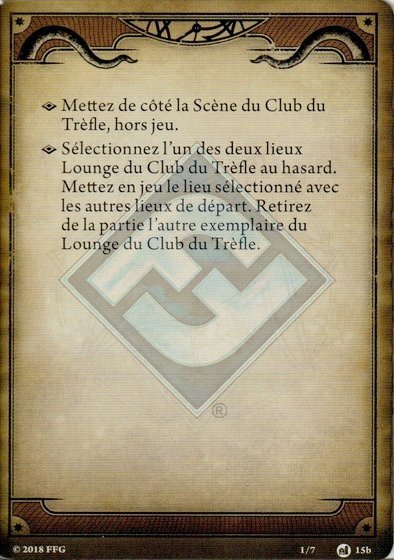 Mettez de côté la Scène du Club du
Trèfle, hors jeu.
Sélectionnez l'un des deux lieux
Lounge du Club du Trèfle au hasard.
Mettez en jeu le lieu sélectionné avec
les autres lieux de départ. Retirez
de la partie l'autre exemplaire du
Lounge du Club du Trèfle.
®
© 2018 FFG 1/7 15b